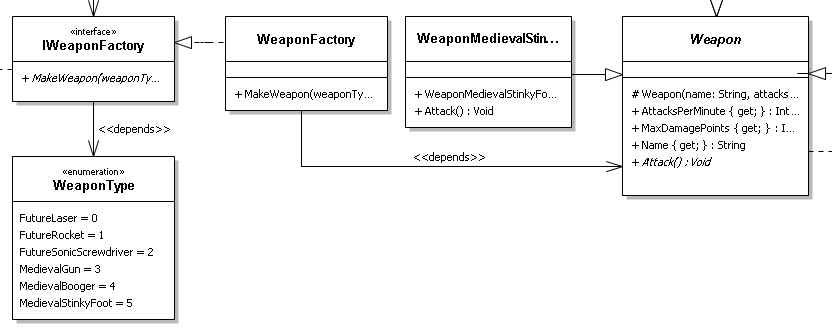 «interface»
IWeaponFactory
+ MakeWeapon(weaponTy...
<<depends>>
«enumeration»
WeaponType
FutureLaser = 0
FutureRocket = 1
FutureSonicScrewdriver = 2
MedievalGun = 3
MedievalBooger = 4
MedievalStinkyFoot = 5
WeaponFactory
+ MakeWeapon(weaponTy...
<<depends>>
WeaponMedievalStin...
+ WeaponMedievalStinkyFo...
+ Attack() : Void
Weapon
# Weapon(name: String, attacks...
+ AttacksPerMinute { get; } : Int...
+ MaxDamagePoints { get; } : I...
+ Name { get; } : String
+ Attack() : Void